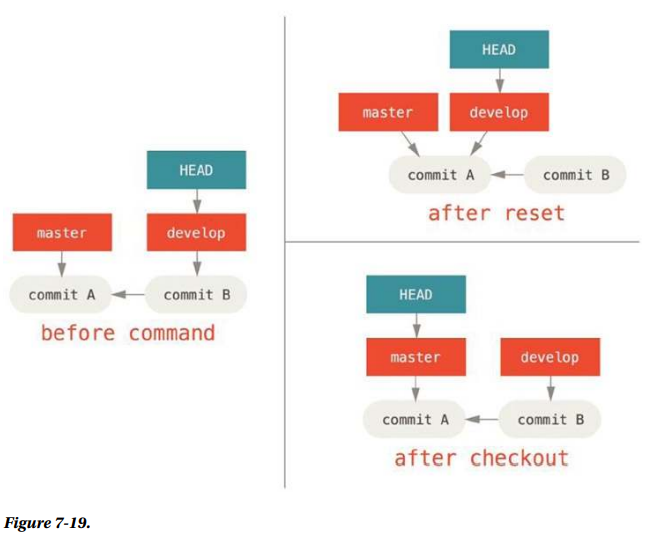 HEAD
master
develop
commit A
commit B
before command
HEAD
master
develop
commit A
commit B
after reset
HEAD
master
develop
commit A
commit B
after checkout
Figure 7-19.